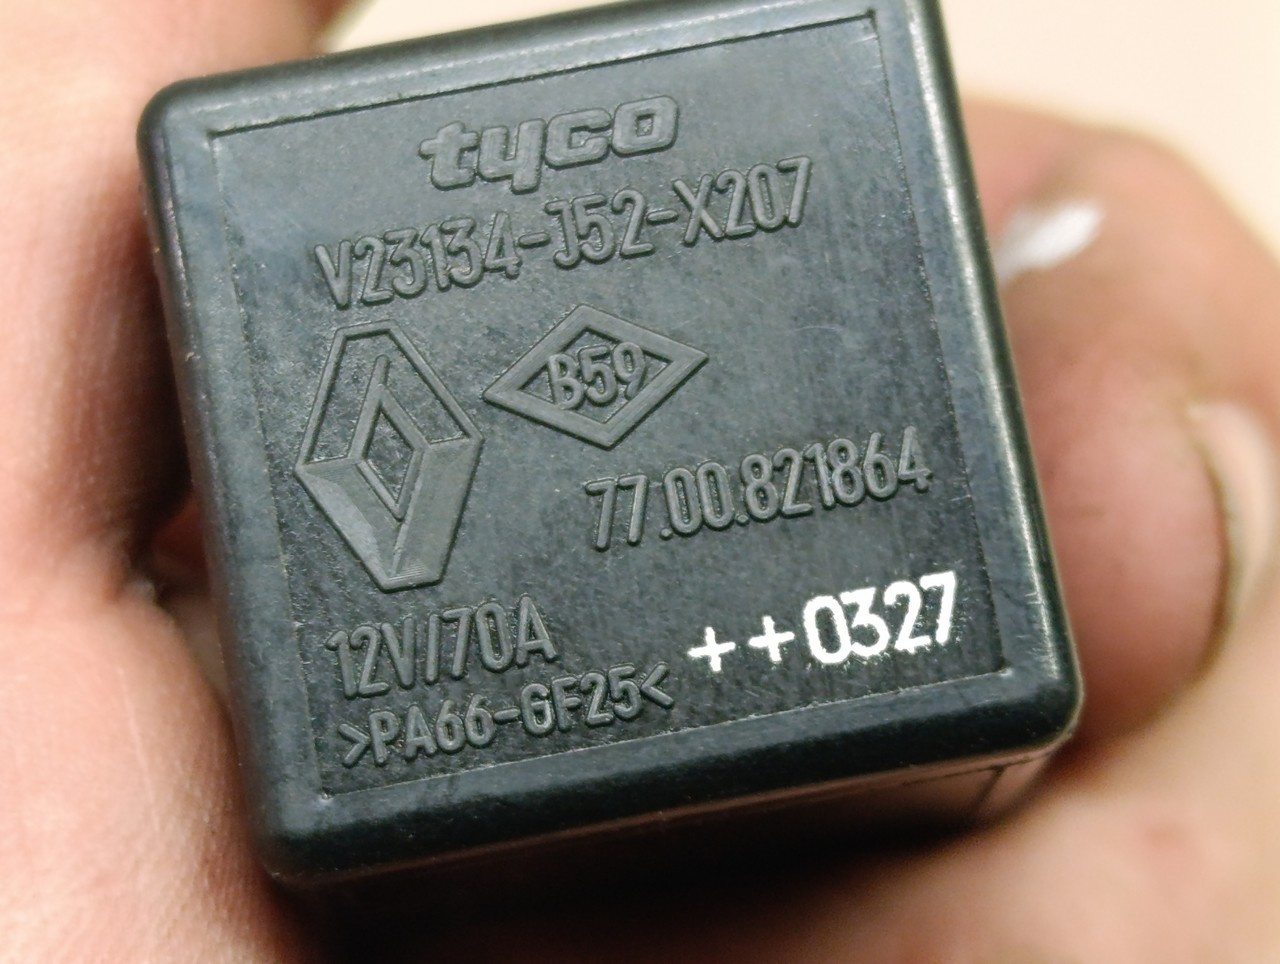 tyco
V23134-J52-X207
B59
77.00.821864
12V/70A
++0327
>PA66-GF25<